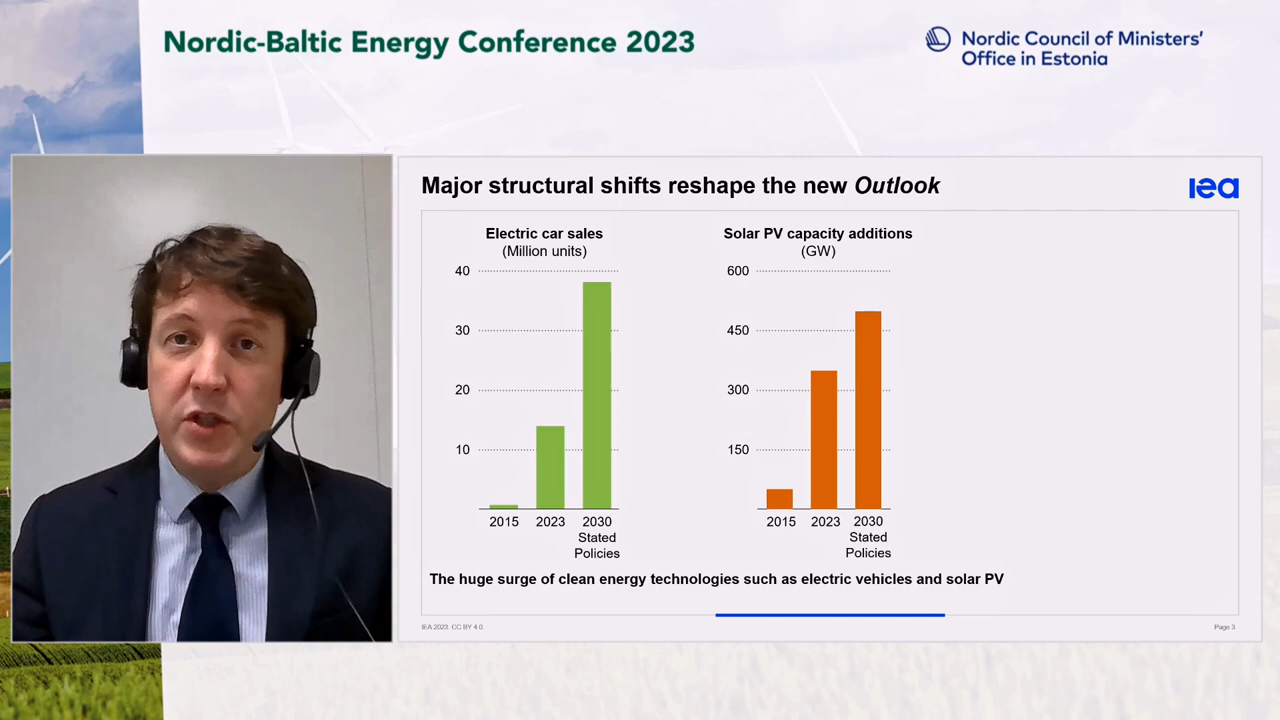 Nordic-Baltic Energy Conference 2023
Nordic Council of Ministers'
Office in Estonia
Major structural shifts reshape the new Outlook
iea
Electric car sales
(Million units)
40
30
20
10
2015
2023
2030
Stated
Policies
Solar PV capacity additions
(GW)
600
450
300
150
2015
2023
2030
Stated
Policies
The huge surge of clean energy technologies such as electric vehicles and solar PV
IEA 2023. CC BY 4.0.
Page 3